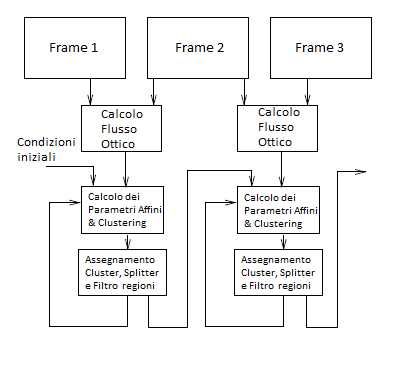 Frame 1
Frame 2
Frame 3
Calcolo
Flusso
Ottico
Calcolo
Flusso
Ottico
Condizioni
iniziali
Calcolo dei
Parametri Affini
& Clustering
Calcolo dei
Parametri Affini
& Clustering
Assegnamento
Cluster, Splitter
e Filtro regioni
Assegnamento
Cluster, Splitter
e Filtro regioni